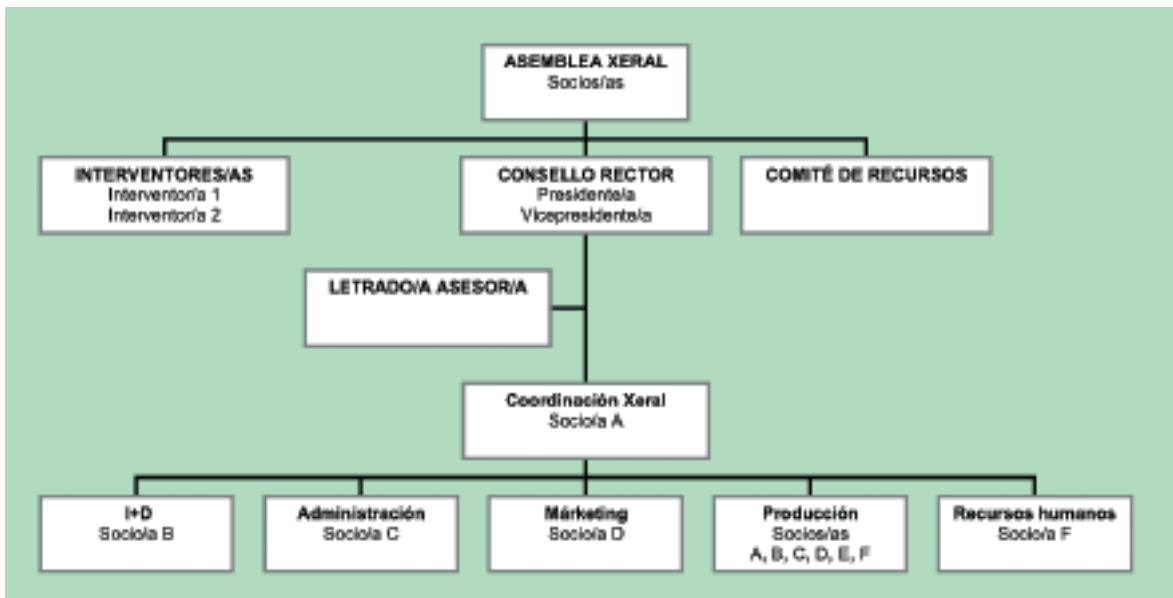 ASEMBLEA XERAL
Socios/as
INTERVENTORES/AS
Interventor/a 1
Interventor/a 2
CONSELLO RECTOR
Presidente/a
Vicepresidente/a
COMITÉ DE RECURSOS
LETRADO/A ASESOR/A
Coordinación Xeral
Socio/a A
I+D
Socio/a B
Administración
Socio/a C
Márketing
Socio/a D
Producción
Socios/as
A, B, C, D, E, F
Recursos humanos
Socio/a F